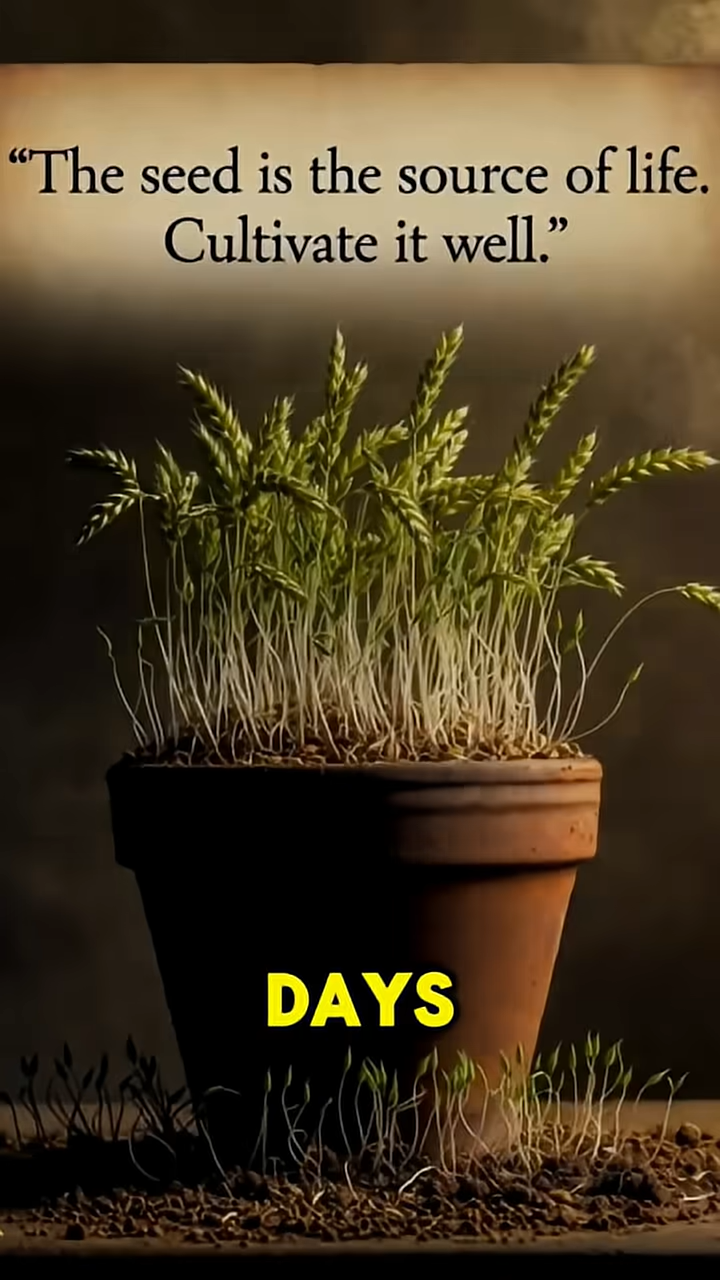 “The seed is the source of life.
Cultivate it well.”
DAYS